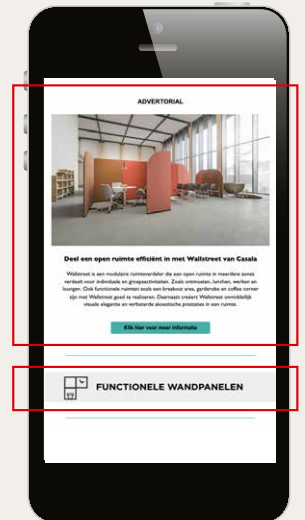 ADVERTORIAL
Deel een open ruimte efficiënt in met Wallstreet van Casala
Wallstreet is een modulaire ruimteverdeler die een open ruimte in meerdere zones
verdeelt voor individuele en groepsactiviteiten. Zoals ontmoeten, lunchen, werken en
loungen. Ook functionele ruimten zoals een breakout area, garderobe en coffee corner
zijn met Wallstreet goed te realiseren. Daarnaast creëert Wallstreet onmiddellijk
visuele elegantie en verbeterde akoestische prestaties in een ruimte.
Klik hier voor meer informatie
FUNCTIONELE WANDPANELEN